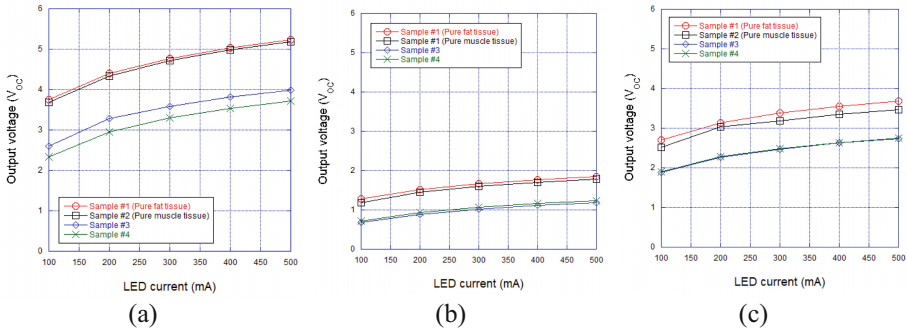 6
5
4
3
2
1
0
Output voltage (VOC)
Sample #1 (Pure fat tissue)
Sample #2 (Pure muscle tissue)
Sample #3
Sample #4
100 150 200 250 300 350 400 450 500
LED current (mA)
(a)
6
5
4
3
2
1
0
Output voltage (VOC)
Sample #1 (Pure fat tissue)
Sample #1 (Pure muscle tissue)
Sample #3
Sample #4
100 150 200 250 300 350 400 450 500
LED current (mA)
(b)
6
5
4
3
2
1
0
Output voltage (VOC)
Sample #1 (Pure fat tissue)
Sample #2 (Pure muscle tissue)
Sample #3
Sample #4
100 150 200 250 300 350 400 450 500
LED current (mA)
(c)